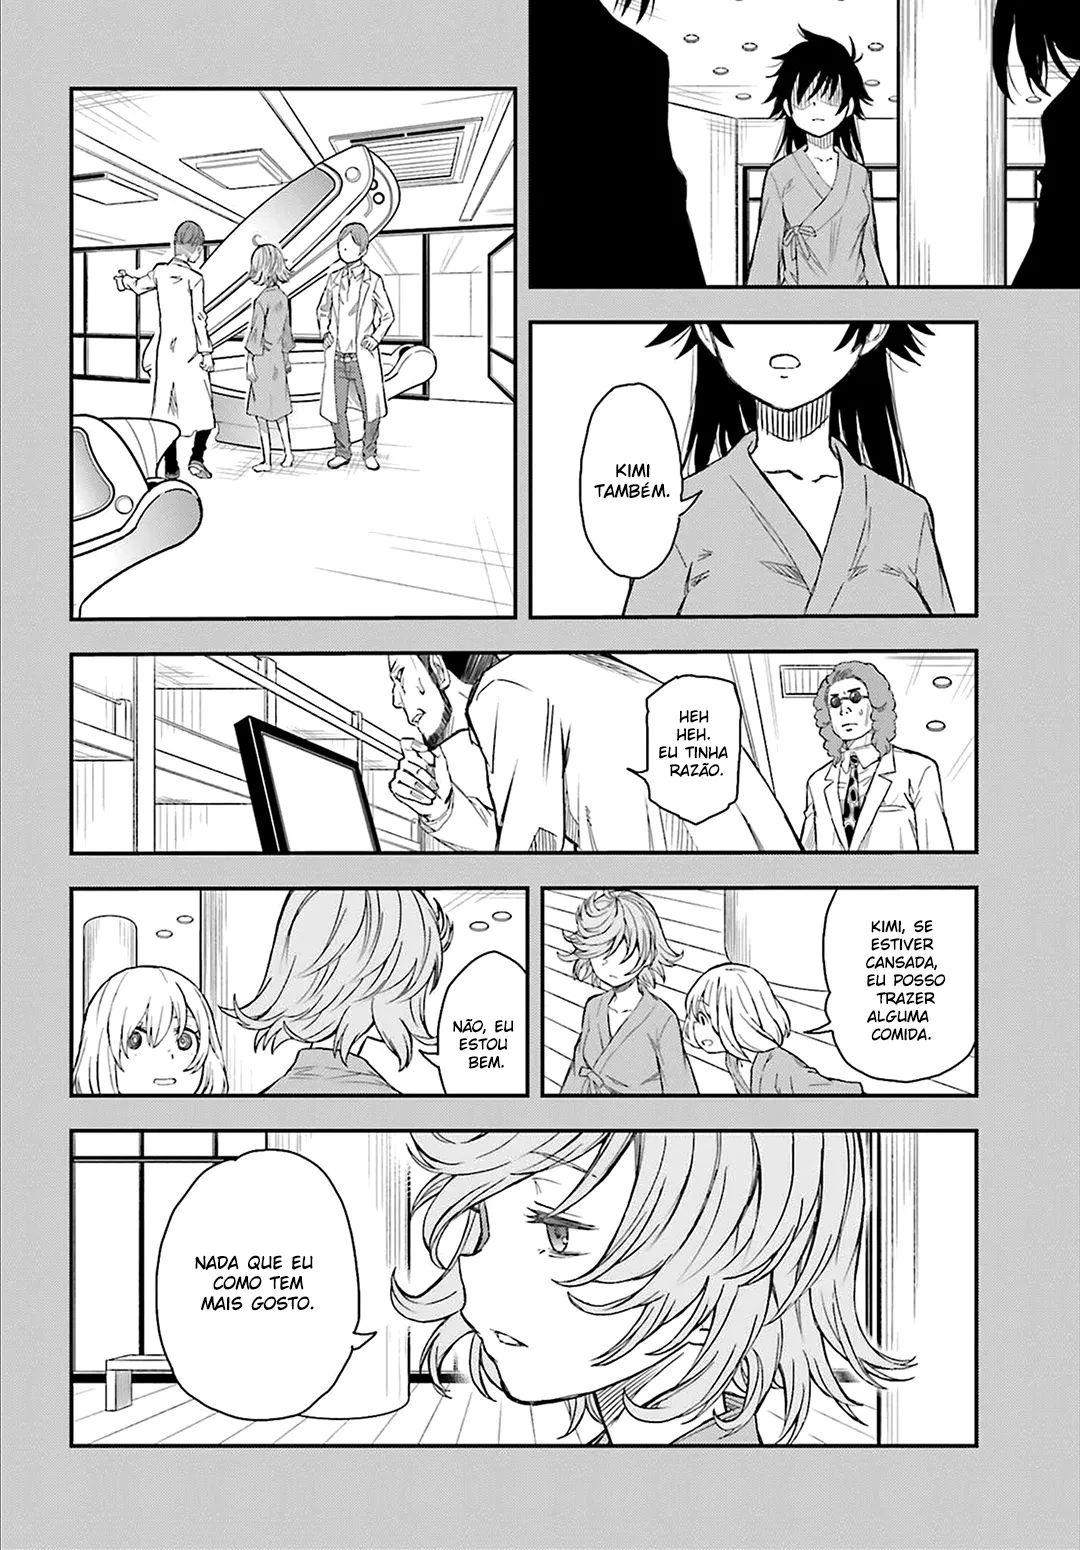 KIMI
TAMBÉM.
HEH
HEH.
EU TINHA
RAZÃO.
KIMI, SE
ESTIVER
CANSADA,
EU POSSO
TRAZER
ALGUMA
COMIDA.
NÃO, EU
ESTOU
BEM.
NADA QUE EU
COMO TEM
MAIS GOSTO.